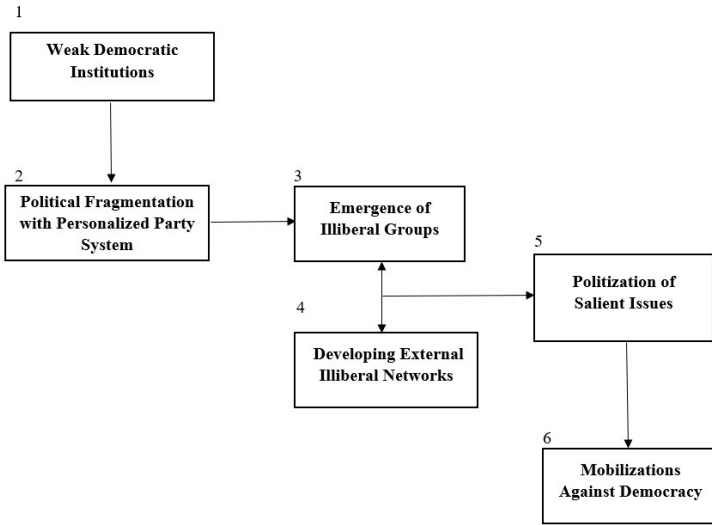 1
Weak Democratic
Institutions
2
Political Fragmentation
with Personalized Party
System
3
Emergence of
Illiberal Groups
4
Developing External
Illiberal Networks
5
Politization of
Salient Issues
6
Mobilizations
Against Democracy